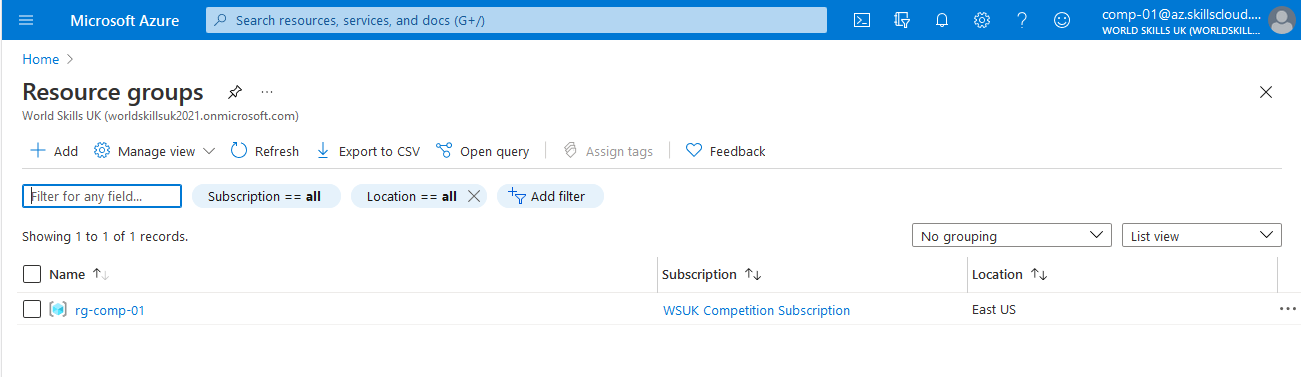 Microsoft Azure
Search resources, services, and docs (G+/)
comp-01@az.skillscloud....
WORLD SKILLS UK (WORLDSKILL...
Home
Resource groups
World Skills UK (worldskillsuk2021.onmicrosoft.com)
Add Manage view Refresh Export to CSV Open query Assign tags Feedback
Filter for any field... Subscription == all Location == all Add filter
Showing 1 to 1 of 1 records. No grouping List view
Name Subscription Location
rg-comp-01 WSUK Competition Subscription East US